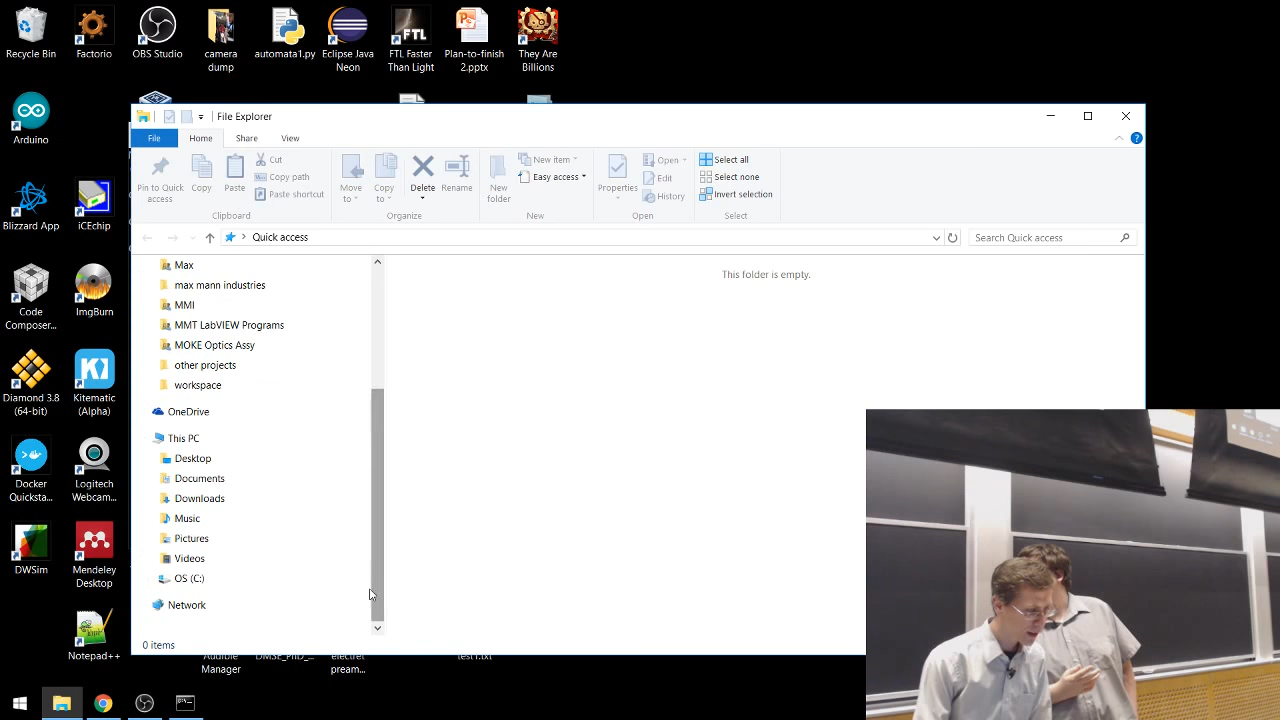 Recycle Bin
Factorio
OBS Studio
camera
dump
automata1.py
Eclipse Java
Neon
FTL Faster
Than Light
Plan-to-finish
2.pptx
They Are
Billions
Arduino
Blizzard App
iCEchip
Code
Composer...
ImgBurn
Diamond 3.8
(64-bit)
Kitematic
(Alpha)
Docker
Quicksta...
Logitech
Webcam...
DWSim
Mendeley
Desktop
Notepad++
File Explorer
File
Home
Share
View
Pin to Quick
access
Copy
Paste
Cut
Copy path
Paste shortcut
Clipboard
Move
to
Copy
to
Delete
Rename
Organize
New
folder
New item
Easy access
New
Properties
Open
Edit
History
Open
Select all
Select none
Invert selection
Select
Quick access
Search Quick access
Max
max mann industries
MMI
MMT LabVIEW Programs
MOKE Optics Assy
other projects
workspace
OneDrive
This PC
Desktop
Documents
Downloads
Music
Pictures
Videos
OS (C:)
Network
This folder is empty.
0 items
Audible
Manager
DMSE_PhD_...
electret
pream...
test1.txt